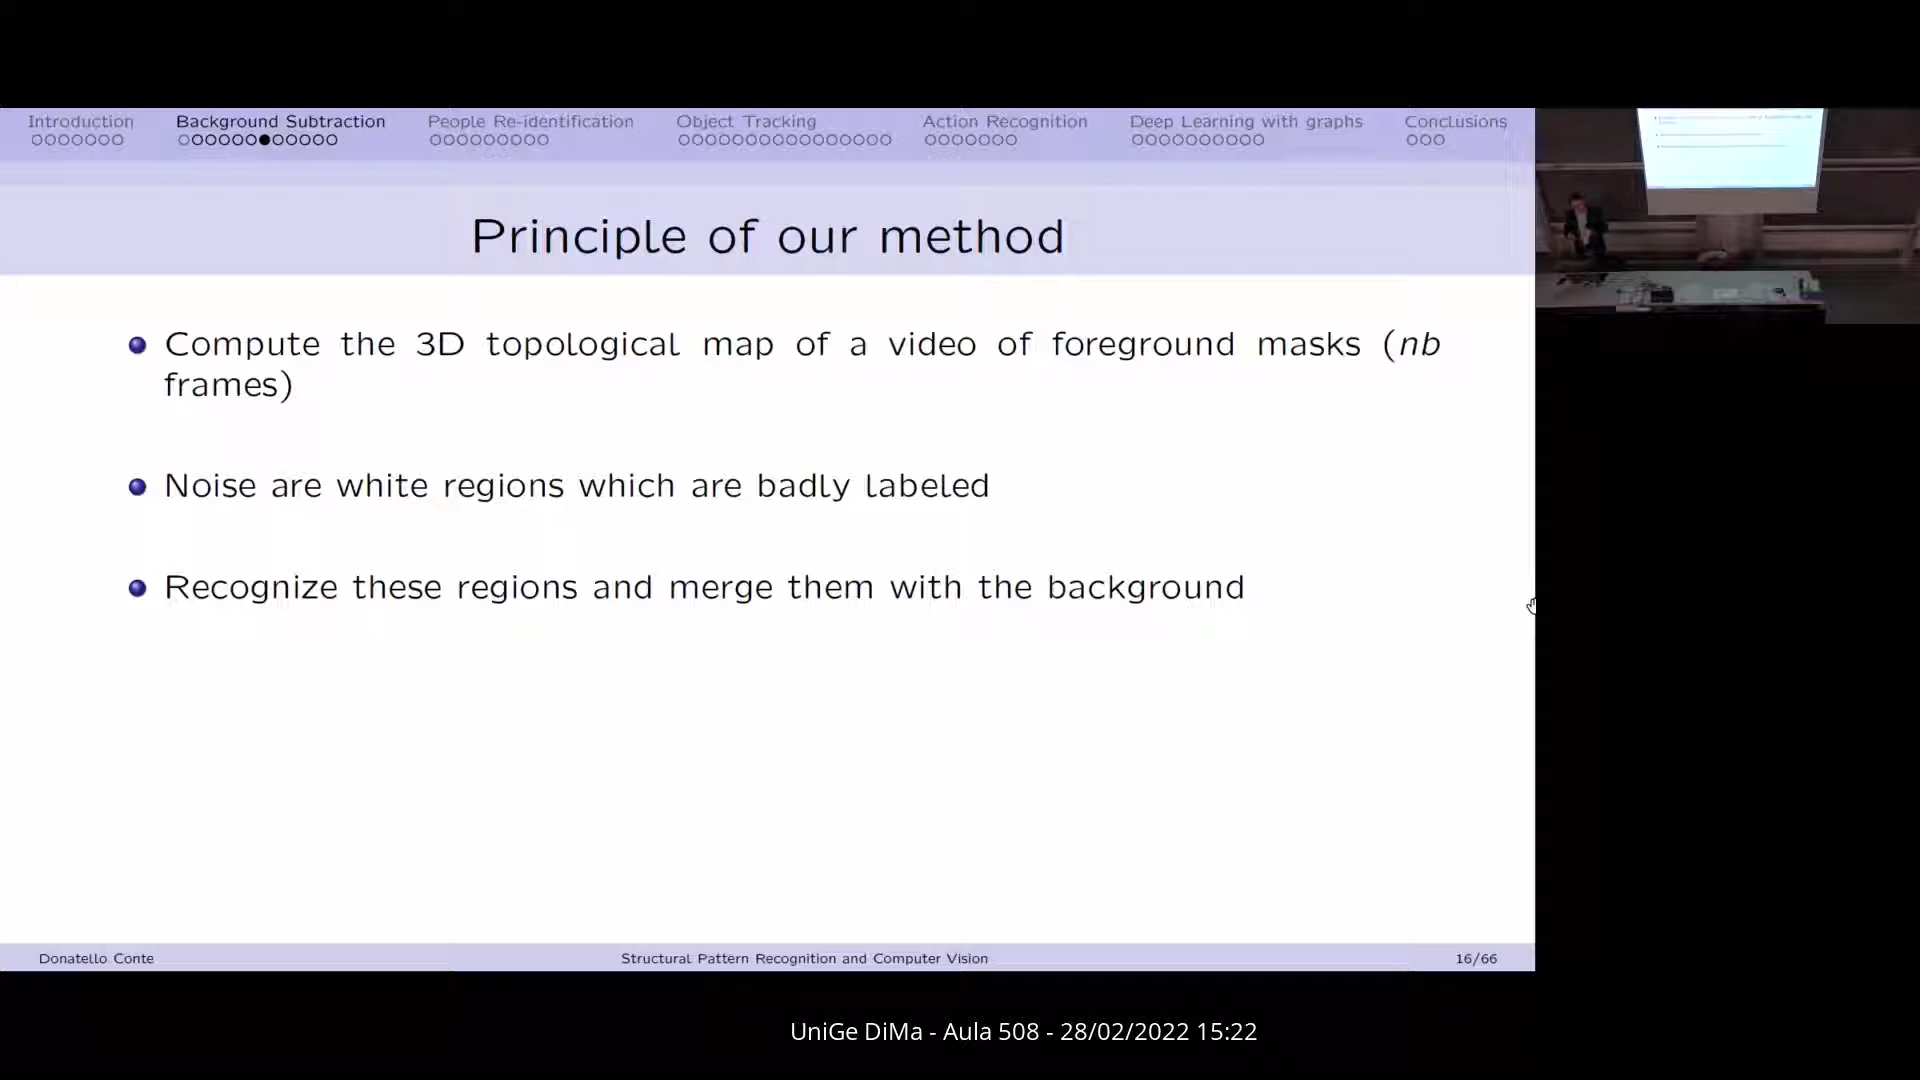 Introduction
Background Subtraction
People Re-identification
Object Tracking
Action Recognition
Deep Learning with graphs
Conclusions
Principle of our method
Compute the 3D topological map of a video of foreground masks (nb
frames)
Noise are white regions which are badly labeled
Recognize these regions and merge them with the background
Donatello Conte
Structural Pattern Recognition and Computer Vision
16/66
UniGe DiMa - Aula 508 - 28/02/2022 15:22